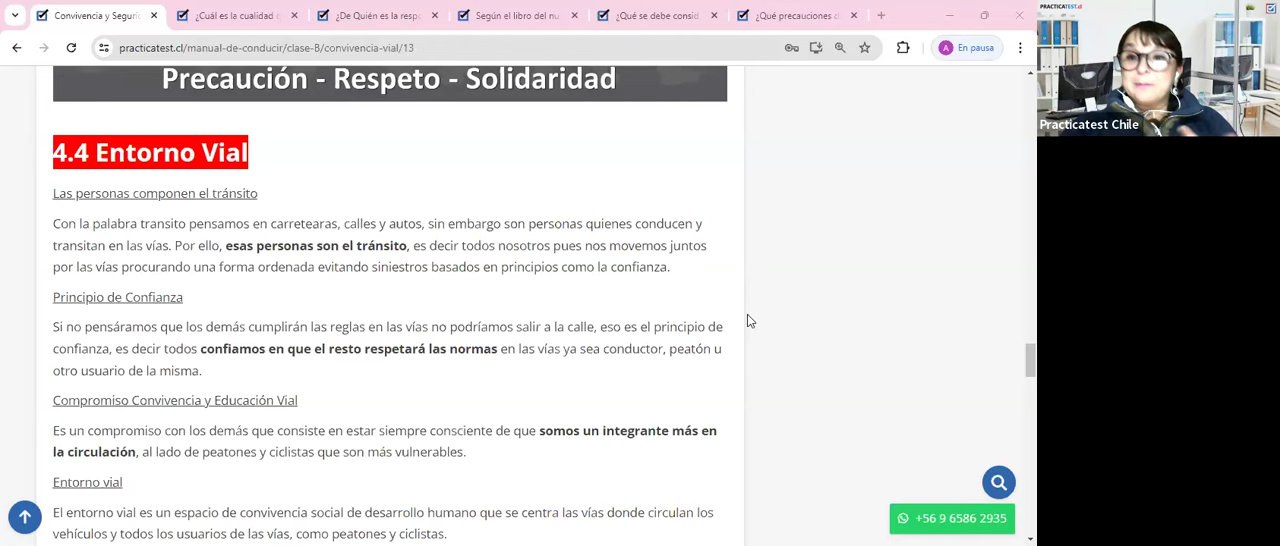 Convivencia y Seguri
¿Cuál es la cualidad
¿De Quién es la resp
Según el libro del nu
¿Qué se debe consid
¿Qué precauciones d
practicatest.cl/manual-de-conducir/clase-B/convivencia-vial/13
A En pausa
Precaución - Respeto - Solidaridad
4.4 Entorno Vial
Las personas componen el tránsito
Con la palabra transito pensamos en carretearas, calles y autos, sin embargo son personas quienes conducen y
transitan en las vías. Por ello, esas personas son el tránsito, es decir todos nosotros pues nos movemos juntos
por las vías procurando una forma ordenada evitando siniestros basados en principios como la confianza.
Principio de Confianza
Si no pensáramos que los demás cumplirán las reglas en las vías no podríamos salir a la calle, eso es el principio de
confianza, es decir todos confiamos en que el resto respetará las normas en las vías ya sea conductor, peatón u
otro usuario de la misma.
Compromiso Convivencia y Educación Vial
Es un compromiso con los demás que consiste en estar siempre consciente de que somos un integrante más en
la circulación, al lado de peatones y ciclistas que son más vulnerables.
Entorno vial
El entorno vial es un espacio de convivencia social de desarrollo humano que se centra las vías donde circulan los
vehículos y todos los usuarios de las vías, como peatones y ciclistas.
+56 9 6586 2935
PRACTICATEST.cl
Practicatest Chile